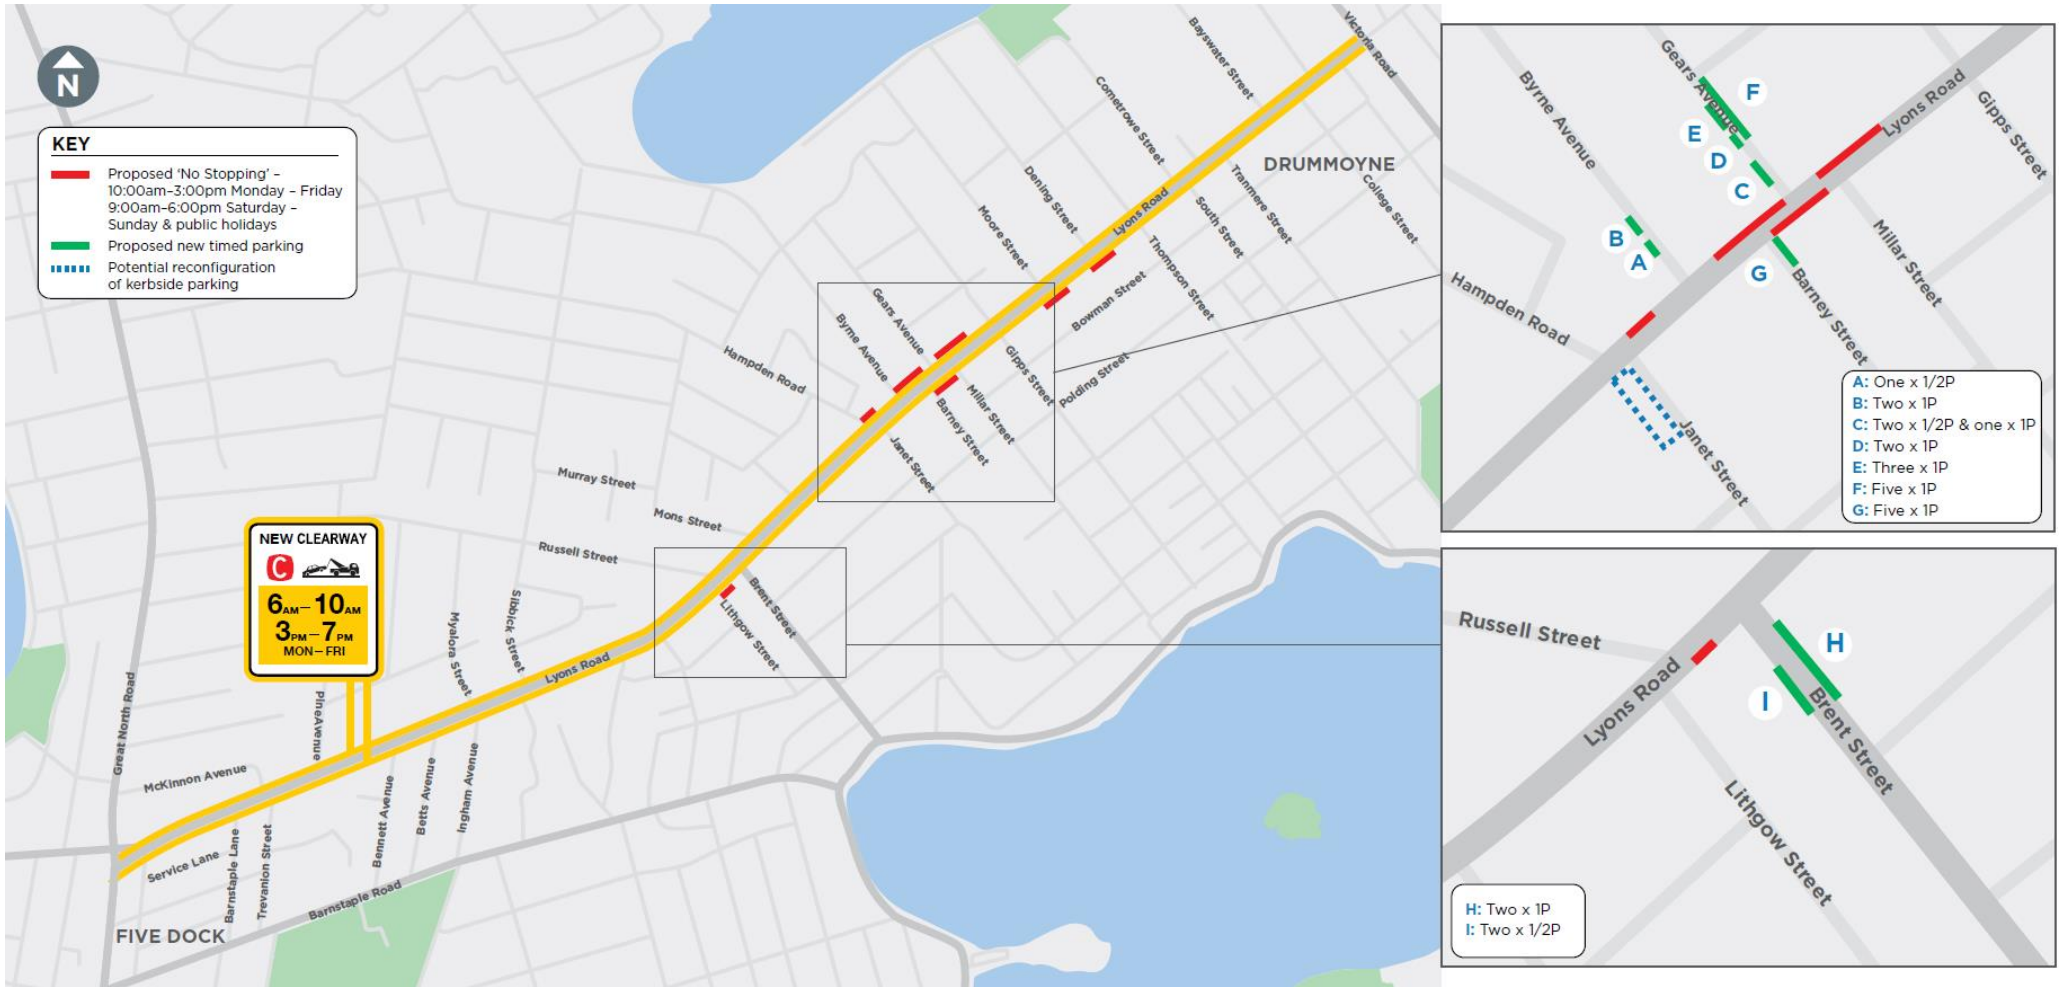 N
KEY
Proposed ‘No Stopping’ –
10:00am–3:00pm Monday – Friday
9:00am–6:00pm Saturday –
Sunday & public holidays
Proposed new timed parking
Potential reconfiguration
of kerbside parking
Victoria Road
Bayswater Street
Cometrowe Street
DRUMMOYNE
Tranmere Street
College Street
Dening Street
South Street
Lyons Road
Moore Street
Thompson Street
Bowman Street
Gears Avenue
Byrne Avenue
Hampden Road
Gipps Street
Polding Street
Millar Street
Barney Street
Janet Street
Murray Street
Mons Street
Russell Street
Brent Street
Lithgow Street
NEW CLEARWAY
C
6AM–10AM
3PM–7PM
MON–FRI
Sibbick Street
Myalora Street
Lyons Road
Great North Road
Pine Avenue
McKinnon Avenue
Ingham Avenue
Betts Avenue
Bennett Avenue
Service Lane
Barnstaple Lane
Trevanion Street
Barnstaple Road
FIVE DOCK
Gears Avenue
Byrne Avenue
F
E
D
C
B
A
G
Lyons Road
Gipps Street
Millar Street
Hampden Road
Barney Street
Janet Street
A: One x 1/2P
B: Two x 1P
C: Two x 1/2P & one x 1P
D: Two x 1P
E: Three x 1P
F: Five x 1P
G: Five x 1P
Russell Street
H
I
Lyons Road
Brent Street
Lithgow Street
H: Two x 1P
I: Two x 1/2P